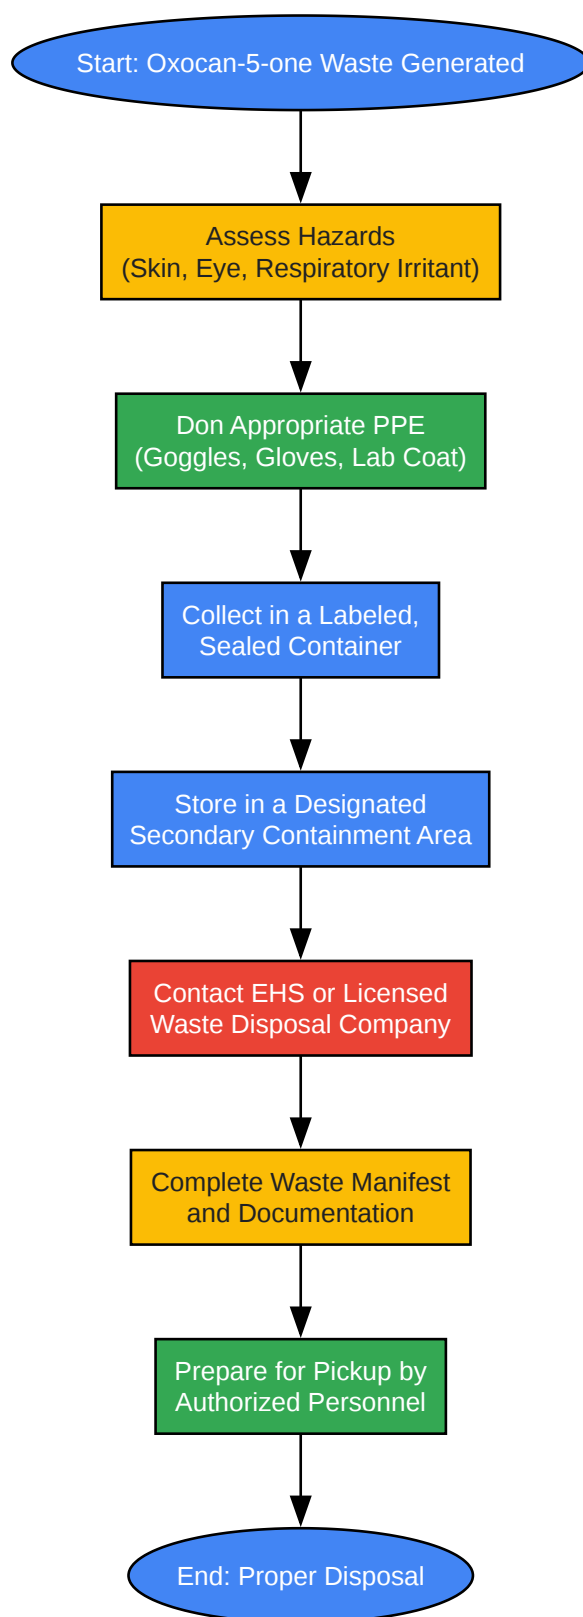 Start: Oxocan-5-one Waste Generated
Assess Hazards
(Skin, Eye, Respiratory Irritant)
Don Appropriate PPE
(Goggles, Gloves, Lab Coat)
Collect in a Labeled,
Sealed Container
Store in a Designated
Secondary Containment Area
Contact EHS or Licensed
Waste Disposal Company
Complete Waste Manifest
and Documentation
Prepare for Pickup by
Authorized Personnel
End: Proper Disposal